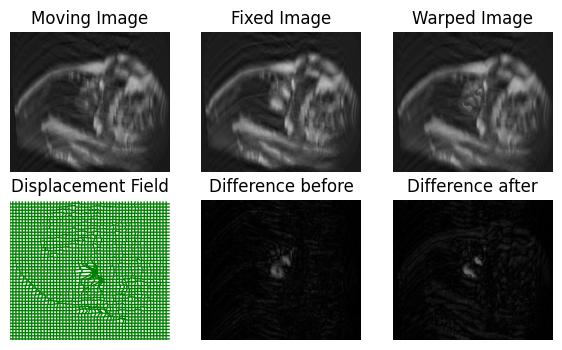 Moving Image
Fixed Image
Warped Image
Displacement Field
Difference before
Difference after